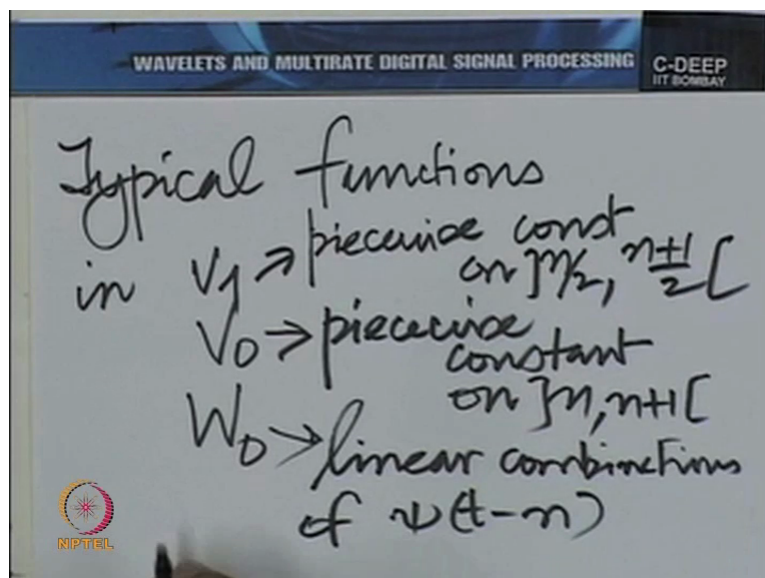 WAVELETS AND MULTIRATE DIGITAL SIGNAL PROCESSING
C-DEEP
IIT BOMBAY
Typical functions
in V1 → piecewise const
on ]n/2, n+1/2[
V0 → piecewise
constant
on ]n, n+1[
W0 → linear combinations
of ψ(t-n)
NPTEL